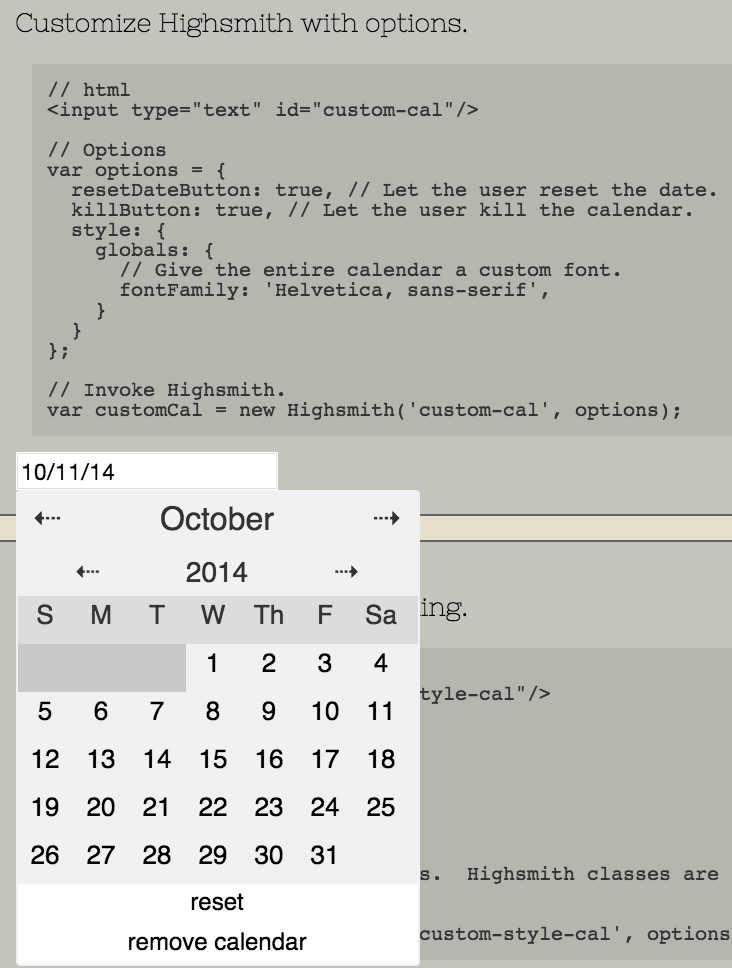 Customize Highsmith with options.
// html
<input type="text" id="custom-cal"/>
// Options
var options = {
resetDateButton: true, // Let the user reset the date.
killButton: true, // Let the user kill the calendar.
style: {
globals: {
// Give the entire calendar a custom font.
fontFamily: 'Helvetica, sans-serif',
}
}
};
// Invoke Highsmith.
var customCal = new Highsmith('custom-cal', options);
10/11/14
October
2014
S M T W Th F Sa
1 2 3 4
5 6 7 8 9 10 11
12 13 14 15 16 17 18
19 20 21 22 23 24 25
26 27 28 29 30 31
reset
remove calendar
ing.
tyle-cal"/>
s. Highsmith classes are
custom-style-cal', options